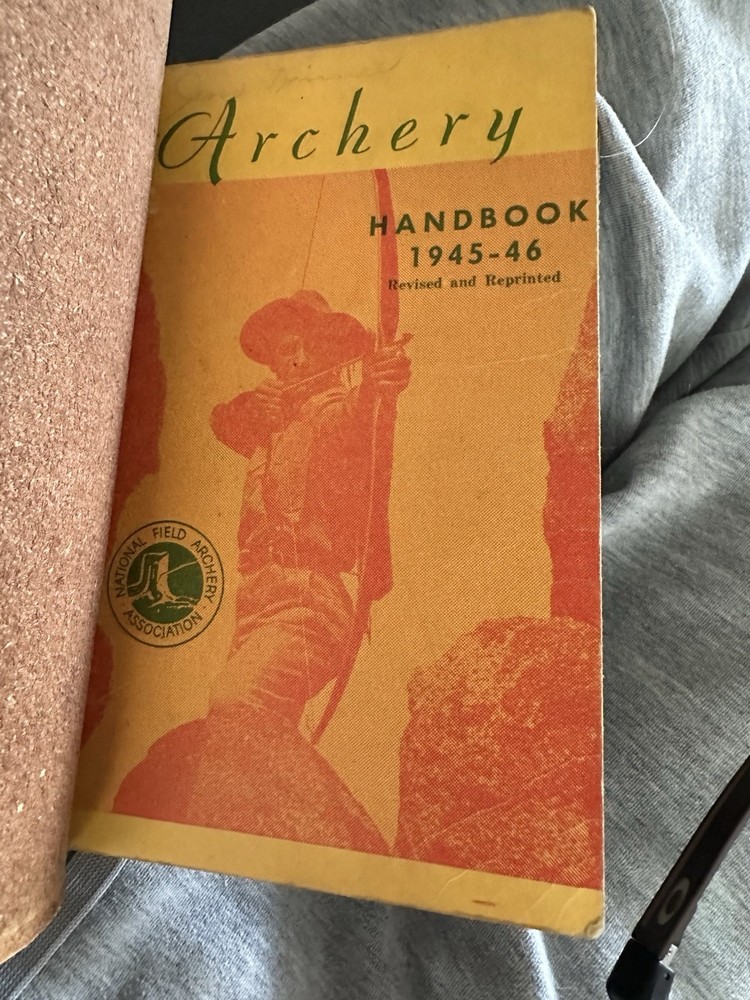 Archery
HANDBOOK
1945-46
Revised and Reprinted
NATIONAL FIELD ARCHERY
ASSOCIATION